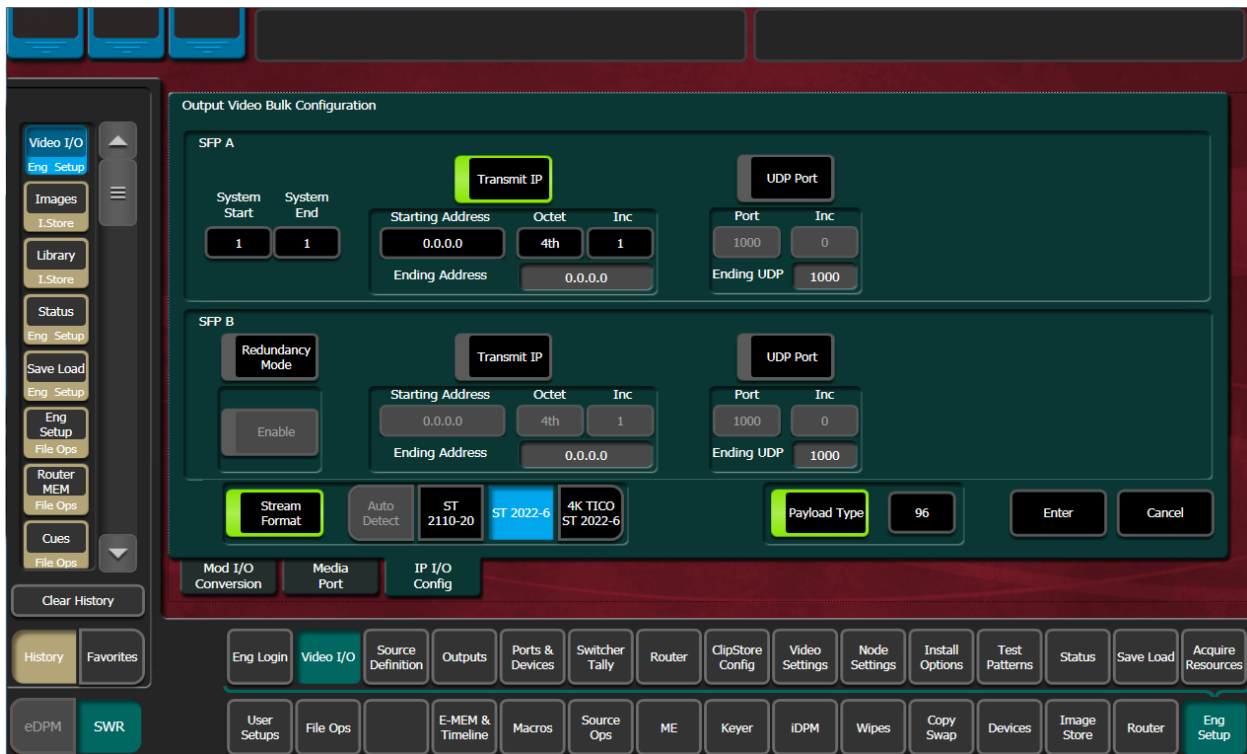 Output Video Bulk Configuration
SFP A
Transmit IP
UDP Port
System Start
System End
Starting Address
Octet
Inc
Port
Inc
1
1
0.0.0.0
4th
1
1000
0
Ending Address
0.0.0.0
Ending UDP
1000
SFP B
Redundancy Mode
Transmit IP
UDP Port
Starting Address
Octet
Inc
Port
Inc
Enable
0.0.0.0
4th
1
1000
0
Ending Address
0.0.0.0
Ending UDP
1000
Stream Format
Auto Detect
ST 2110-20
ST 2022-6
4K TICO ST 2022-6
Payload Type
96
Enter
Cancel
Mod I/O Conversion
Media Port
IP I/O Config
Video I/O
Eng Setup
Images
I.Store
Library
I.Store
Status
Eng Setup
Save Load
Eng Setup
Eng Setup
File Ops
Router MEM
File Ops
Cues
File Ops
Clear History
History
Favorites
eDPM
SWR
Eng Login
Video I/O
Source Definition
Outputs
Ports & Devices
Switcher Tally
Router
ClipStore Config
Video Settings
Node Settings
Install Options
Test Patterns
Status
Save Load
Acquire Resources
User Setups
File Ops
E-MEM & Timeline
Macros
Source Ops
ME
Keyer
iDPM
Wipes
Copy Swap
Devices
Image Store
Router
Eng Setup